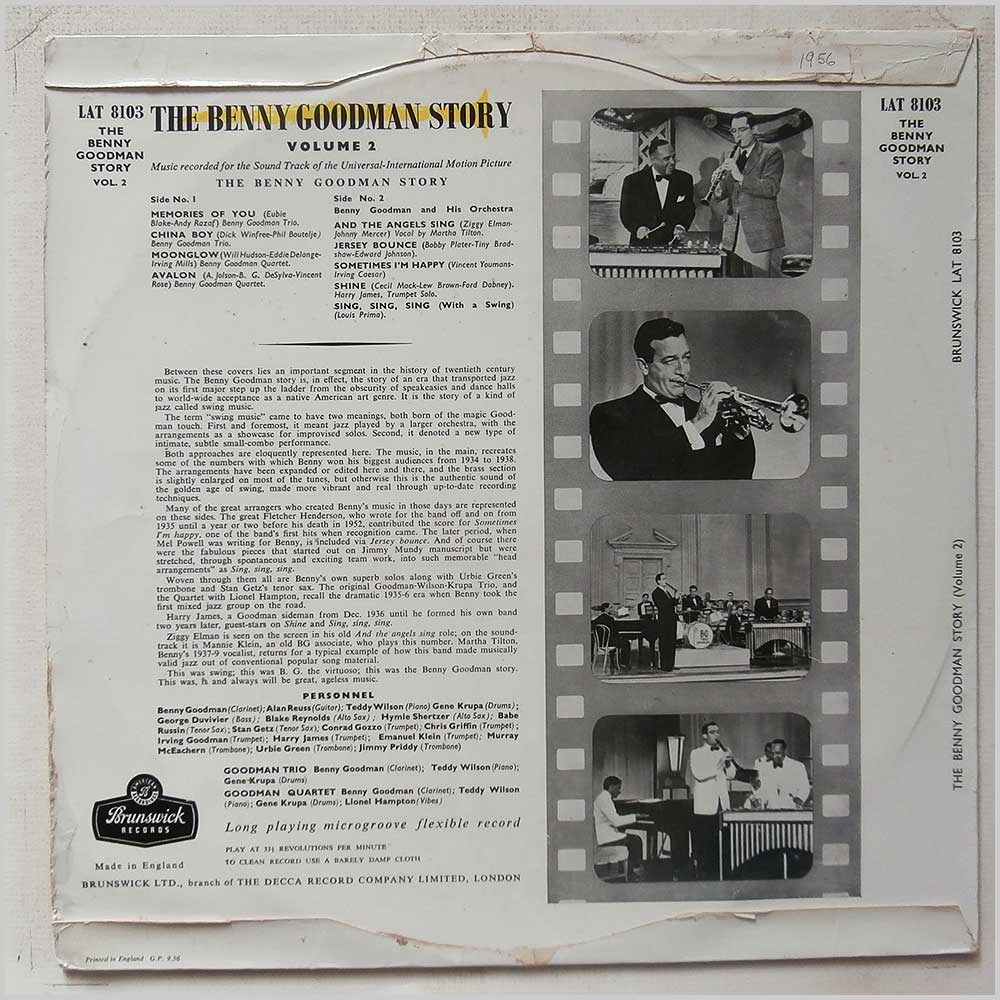 1956
LAT 8103
THE
BENNY
GOODMAN
STORY
VOL. 2
THE BENNY GOODMAN STORY
VOLUME 2
Music recorded for the Sound Track of the Universal-International Motion Picture
THE BENNY GOODMAN STORY
Side No. 1
MEMORIES OF YOU (Eubie
Blake-Andy Razaf) Benny Goodman Trio.
CHINA BOY (Dick Winfree-Phil Boutelje)
Benny Goodman Trio.
MOONGLOW (Will Hudson-Eddie Delange-
Irving Mills) Benny Goodman Quartet.
AVALON (A. Jolson-B. G. DeSylva-Vincent
Rose) Benny Goodman Quartet.
Side No. 2
Benny Goodman and His Orchestra
AND THE ANGELS SING (Ziggy Elman-
Johnny Mercer) Vocal by Martha Tilton.
JERSEY BOUNCE (Bobby Plater-Tiny Brad-
shaw-Edward Johnson).
SOMETIMES I'M HAPPY (Vincent Youmans-
Irving Caesar)
SHINE (Cecil Mack-Lew Brown-Ford Dabney).
Harry James, Trumpet Solo.
SING, SING, SING (With a Swing)
(Louis Prima).
Between these covers lies an important segment in the history of twentieth century
music. The Benny Goodman story is, in effect, the story of an era that transported jazz
on its first major step up the ladder from the obscurity of speakeasies and dance halls
to world-wide acceptance as a native American art genre. It is the story of a kind of
jazz called swing music.
The term "swing music" came to have two meanings, both born of the magic Good-
man touch. First and foremost, it meant jazz played by a larger orchestra, with the
arrangements as a showcase for improvised solos. Second, it denoted a new type of
intimate, subtle small-combo performance.
Both approaches are eloquently represented here. The music, in the main, recreates
some of the numbers with which Benny won his biggest audiences from 1934 to 1938.
The arrangements have been expanded or edited here and there, and the brass section
is slightly enlarged on most of the tunes, but otherwise this is the authentic sound of
the golden age of swing, made more vibrant and real through up-to-date recording
techniques.
Many of the great arrangers who created Benny's music in those days are represented
on these sides. The great Fletcher Henderson, who wrote for the band off and on from
1935 until a year or two before his death in 1952, contributed the score for Sometimes
I'm happy, one of the band's first hits when recognition came. The later period, when
Mel Powell was writing for Benny, is included via Jersey bounce. And of course there
were the fabulous pieces that started out on Jimmy Mundy manuscript but were
stretched, through spontaneous and exciting team work, into such memorable "head
arrangements" as Sing, sing, sing.
Woven through them all are Benny's own superb solos along with Urbie Green's
trombone and Stan Getz's tenor sax. The original Goodman-Wilson-Krupa Trio, and
the Quartet with Lionel Hampton, recall the dramatic 1935-6 era when Benny took the
first mixed jazz group on the road.
Harry James, a Goodman sideman from Dec. 1936 until he formed his own band
two years later, guest-stars on Shine and Sing, sing, sing.
Ziggy Elman is seen on the screen in his old And the angels sing role; on the sound-
track it is Mannie Klein, an old BG associate, who plays this number. Martha Tilton,
Benny's 1937-9 vocalist, returns for a typical example of how this band made musically
valid jazz out of conventional popular song material.
This was swing; this was B. G. the virtuoso; this was the Benny Goodman story.
This was, is and always will be great, ageless music.
PERSONNEL
Benny Goodman (Clarinet); Alan Reuss (Guitar); Teddy Wilson (Piano) Gene Krupa (Drums);
George Duvivier (Bass); Blake Reynolds (Alto Sax); Hymie Shertzer (Alto Sax); Babe
Russin (Tenor Sax); Stan Getz (Tenor Sax); Conrad Gozzo (Trumpet); Chris Griffin (Trumpet);
Irving Goodman (Trumpet); Harry James (Trumpet); Emanuel Klein (Trumpet); Murray
McEachern (Trombone); Urbie Green (Trombone); Jimmy Priddy (Trombone)
GOODMAN TRIO Benny Goodman (Clarinet); Teddy Wilson (Piano);
Gene Krupa (Drums)
GOODMAN QUARTET Benny Goodman (Clarinet); Teddy Wilson
(Piano); Gene Krupa (Drums); Lionel Hampton (Vibes)
Brunswick
RECORDS
Long playing microgroove flexible record
PLAY AT 33⅓ REVOLUTIONS PER MINUTE
TO CLEAN RECORD USE A BARELY DAMP CLOTH
Made in England
BRUNSWICK LTD., branch of THE DECCA RECORD COMPANY LIMITED, LONDON
Printed in England G.P. 9.56
BG
LAT 8103
THE
BENNY
GOODMAN
STORY
VOL. 2
BRUNSWICK LAT 8103
THE BENNY GOODMAN STORY (Volume 2)